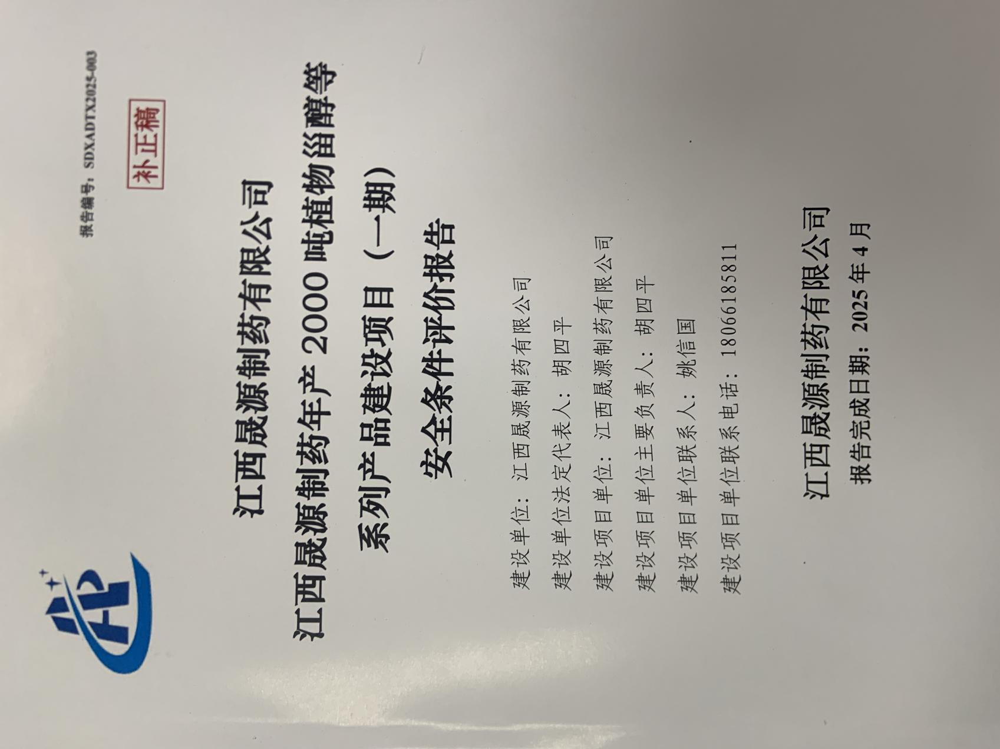 报告编号：SDXADTX2025-003
补正稿
江西晟源制药有限公司
江西晟源制药年产 2000 吨植物甾醇等
系列产品建设项目（一期）
安全条件评价报告
建设单位：江西晟源制药有限公司
建设单位法定代表人：胡四平
建设项目单位：江西晟源制药有限公司
建设项目单位主要负责人：胡四平
建设项目单位联系人：姚信国
建设项目单位联系电话：18066185811
江西晟源制药有限公司
报告完成日期：2025 年 4 月